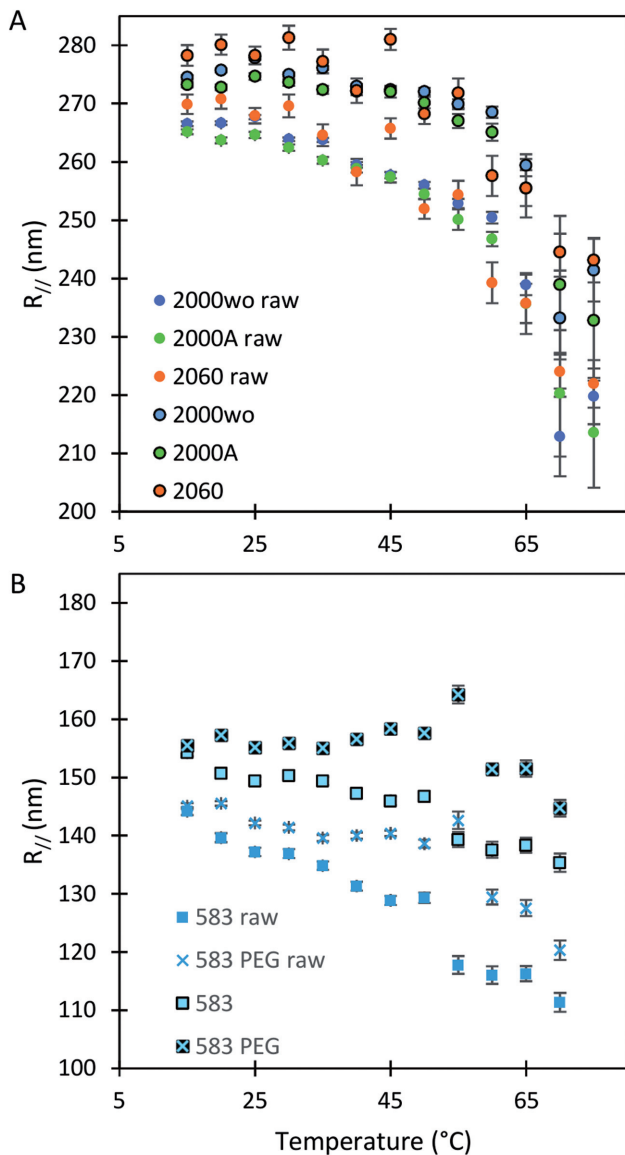 A
280
270
260
250
240
230
220
210
200
R// (nm)
2000wo raw
2000A raw
2060 raw
2000wo
2000A
2060
5 25 45 65
B
180
170
160
150
140
130
120
110
100
R// (nm)
583 raw
583 PEG raw
583
583 PEG
5 25 45 65
Temperature (°C)